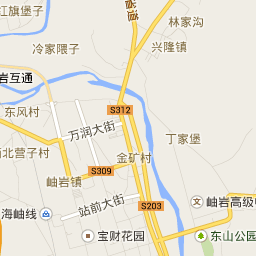 红旗堡子
林家沟
冷家隈子
兴隆镇
岩互通
S312
东风村
万润大街
丁家堡
北营子村
金矿村
S309
岫岩镇
站前大街
S203
岫岩高级中
海岫线
宝财花园
东山公园